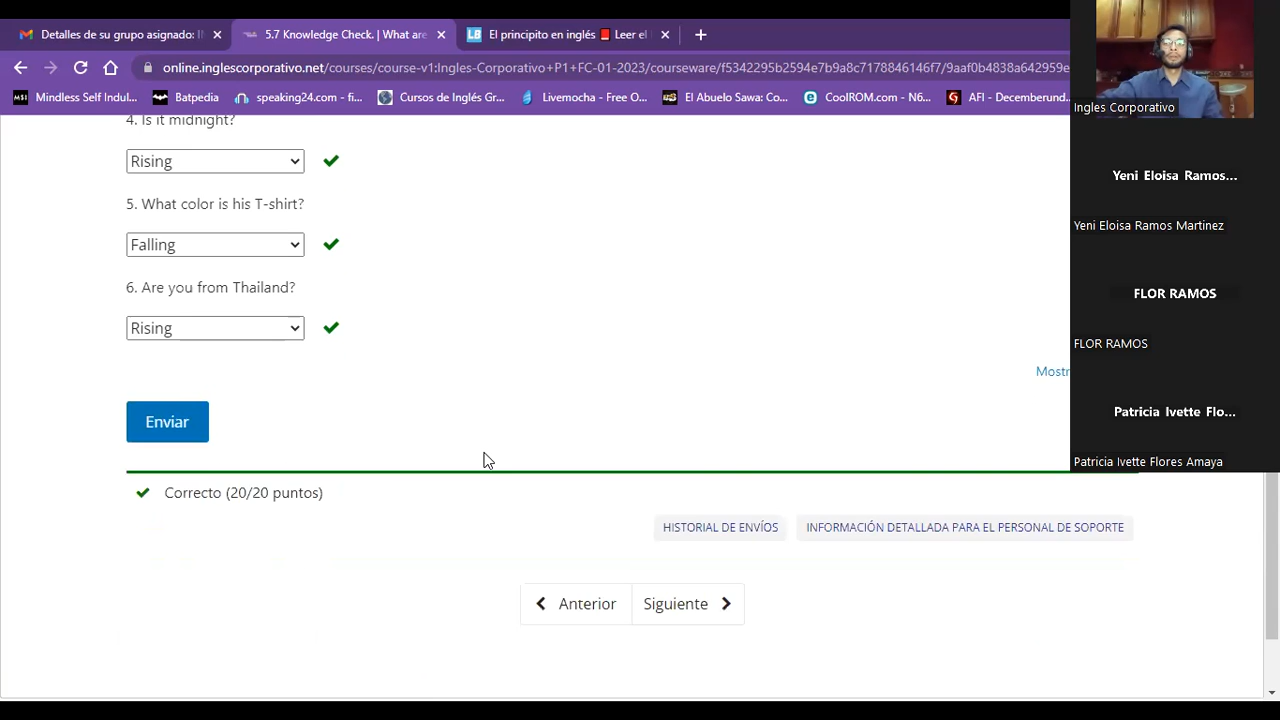 Detalles de su grupo asignado: II
5.7 Knowledge Check. | What are
El principito en inglés 📕 Leer el l
online.inglescorporativo.net/courses/course-v1:Ingles-Corporativo+P1+FC-01-2023/courseware/f5342295b2594e7b9a8c7178846146f7/9aaf0b4838a642959e
Mindless Self Indul...
Batpedia
speaking24.com - fi...
Cursos de Inglés Gr...
Livemocha - Free O...
El Abuelo Sawa: Co...
CoolROM.com - N6...
AFI - Decemberund...
Ingles Corporativo
4. Is it midnight?
Rising
5. What color is his T-shirt?
Falling
6. Are you from Thailand?
Rising
Mostr
Enviar
Correcto (20/20 puntos)
HISTORIAL DE ENVÍOS
INFORMACIÓN DETALLADA PARA EL PERSONAL DE SOPORTE
Anterior
Siguiente
Yeni Eloisa Ramos...
Yeni Eloisa Ramos Martinez
FLOR RAMOS
FLOR RAMOS
Patricia Ivette Flo...
Patricia Ivette Flores Amaya